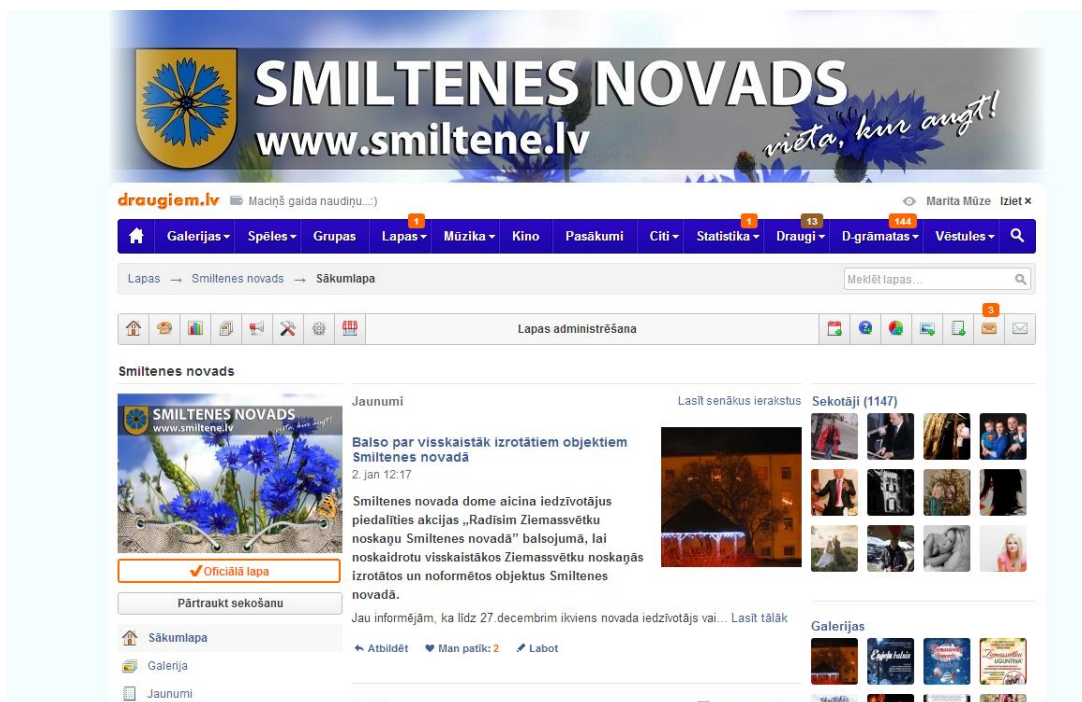 SMILTENES NOVADS
www.smiltene.lv
vieta, kur augt!
draugiem.lv Maciņš gaida naudiņu...:) Marita Mūze Iziet ×
1 1 13 144
Galerijas Spēles Grupas Lapas Mūzika Kino Pasākumi Citi Statistika Draugi D-grāmatas Vēstules
Lapas → Smiltenes novads → Sākumlapa Meklēt lapas...
3
Lapas administrēšana
Smiltenes novads
SMILTENES NOVADS
www.smiltene.lv
vieta, kur augt!
✔Oficiālā lapa
Pārtraukt sekošanu
Sākumlapa
Galerija
Jaunumi
Jaunumi Lasīt senākus ierakstus
Balso par visskaistāk izrotātiem objektiem
Smiltenes novadā
2. jan 12:17
Smiltenes novada dome aicina iedzīvotājus
piedalīties akcijas „Radīsim Ziemassvētku
noskaņu Smiltenes novadā” balsojumā, lai
noskaidrotu visskaistākos Ziemassvētku noskaņās
izrotātos un noformētos objektus Smiltenes
novadā.
Jau informējām, ka līdz 27.decembrim ikviens novada iedzīvotājs vai... Lasīt tālāk
Atbildēt Man patīk: 2 Labot
Sekotāji (1147)
Galerijas